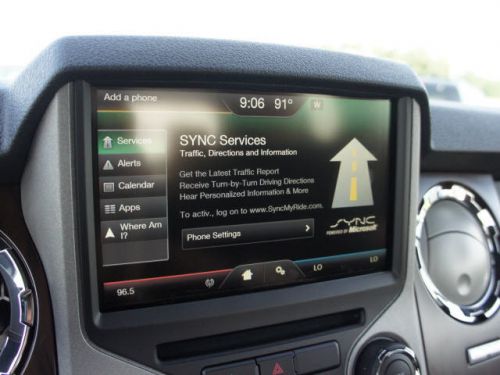 Add a phone
9:06 91° W
Services
Alerts
Calendar
Apps
Where Am
I?
SYNC Services
Traffic, Directions and Information
Get the Latest Traffic Report
Receive Turn-by-Turn Driving Directions
Hear Personalized Information & More
To activ., log on to www.SyncMyRide.com.
Phone Settings
SYNC
POWERED BY Microsoft
96.5
LO
LO